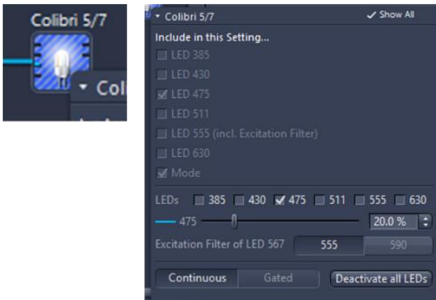 Colibri 5/7
Coli
Colibri 5/7 Show All
Include in this Setting...
LED 385
LED 430
LED 475
LED 511
LED 555 (incl. Excitation Filter)
LED 630
Mode
LEDs 385 430 475 511 555 630
475 20.0 %
Excitation Filter of LED 567 555 590
Continuous Gated Deactivate all LEDs